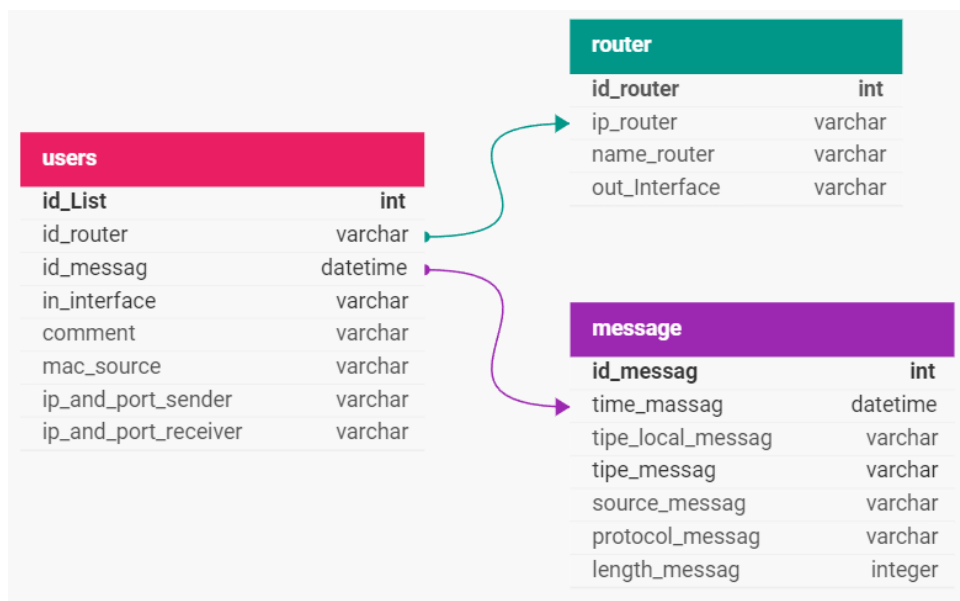 users
id_List int
id_router varchar
id_messag datetime
in_interface varchar
comment varchar
mac_source varchar
ip_and_port_sender varchar
ip_and_port_receiver varchar
router
id_router int
ip_router varchar
name_router varchar
out_Interface varchar
message
id_messag int
time_massag datetime
tipe_local_messag varchar
tipe_messag varchar
source_messag varchar
protocol_messag varchar
length_messag integer